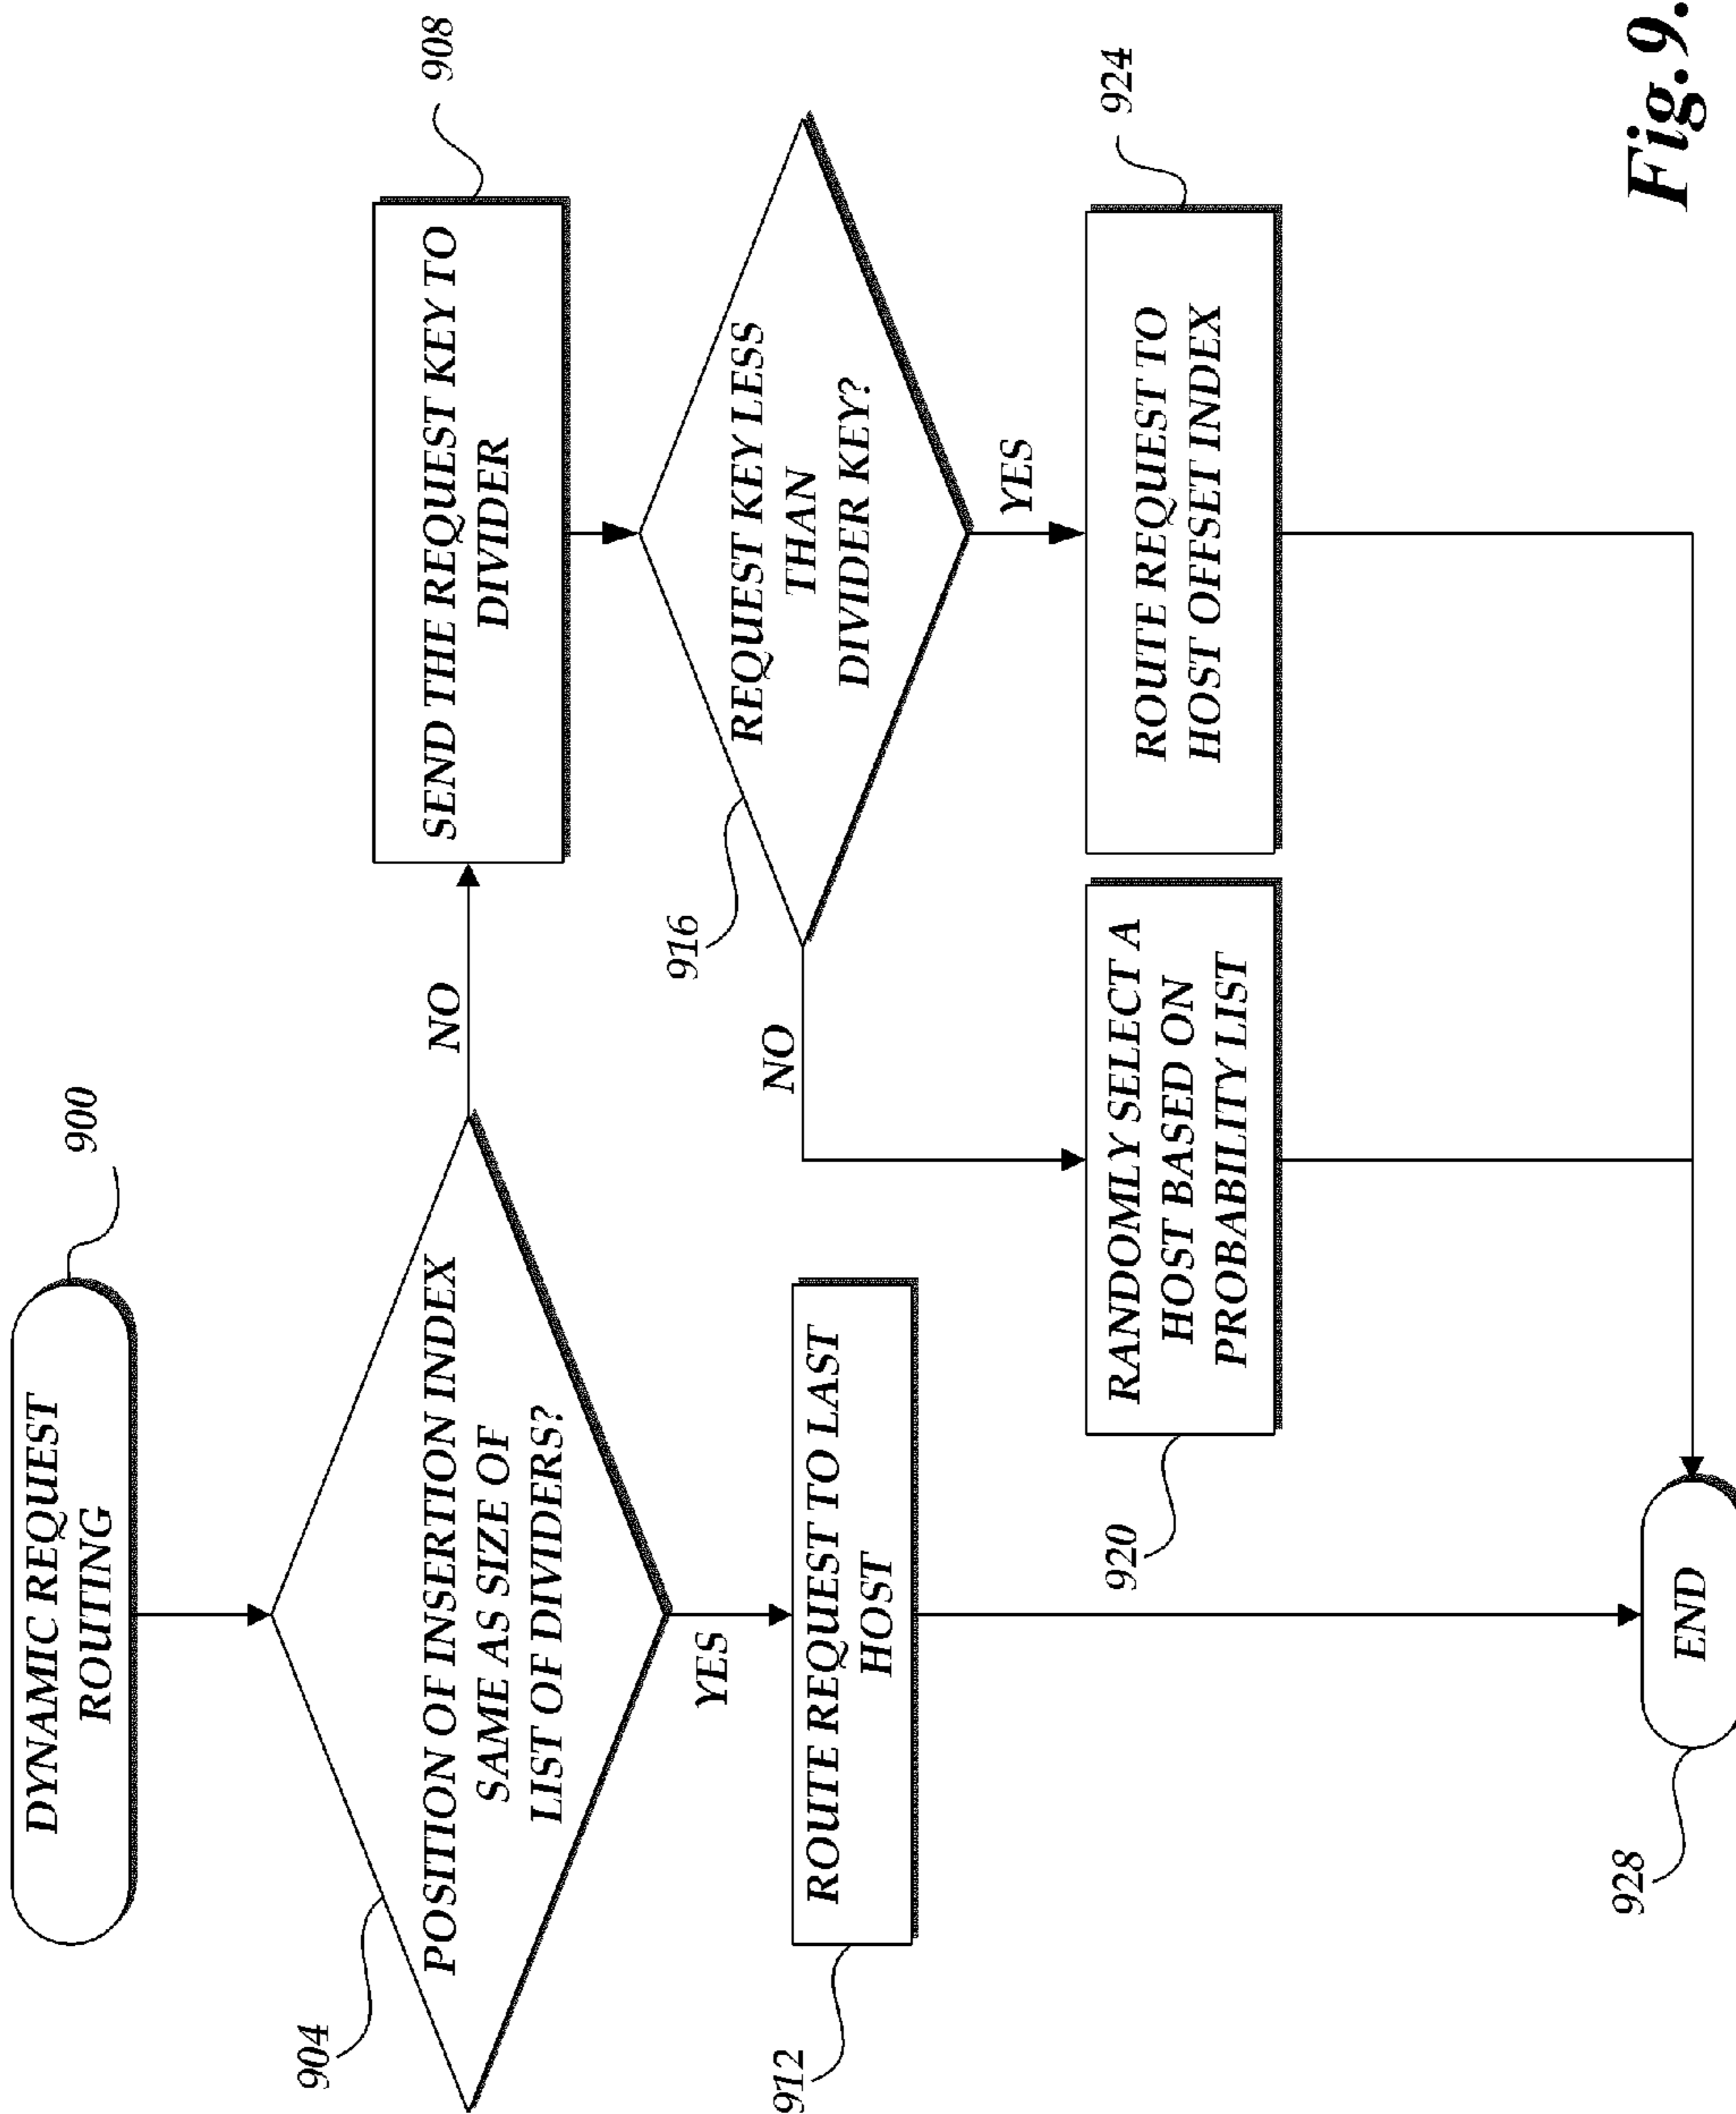 DYNAMIC REQUEST
ROUTING
900
904
POSITION OF INSERTION INDEX
SAME AS SIZE OF
LIST OF DIVIDERS?
NO
908
SEND THE REQUEST KEY TO
DIVIDER
YES
912
ROUTE REQUEST TO LAST
HOST
916
REQUEST KEY LESS
THAN
DIVIDER KEY?
NO
YES
920
RANDOMLY SELECT A
HOST BASED ON
PROBABILITY LIST
924
ROUTE REQUEST TO
HOST OFFSET INDEX
928
END
Fig.9.